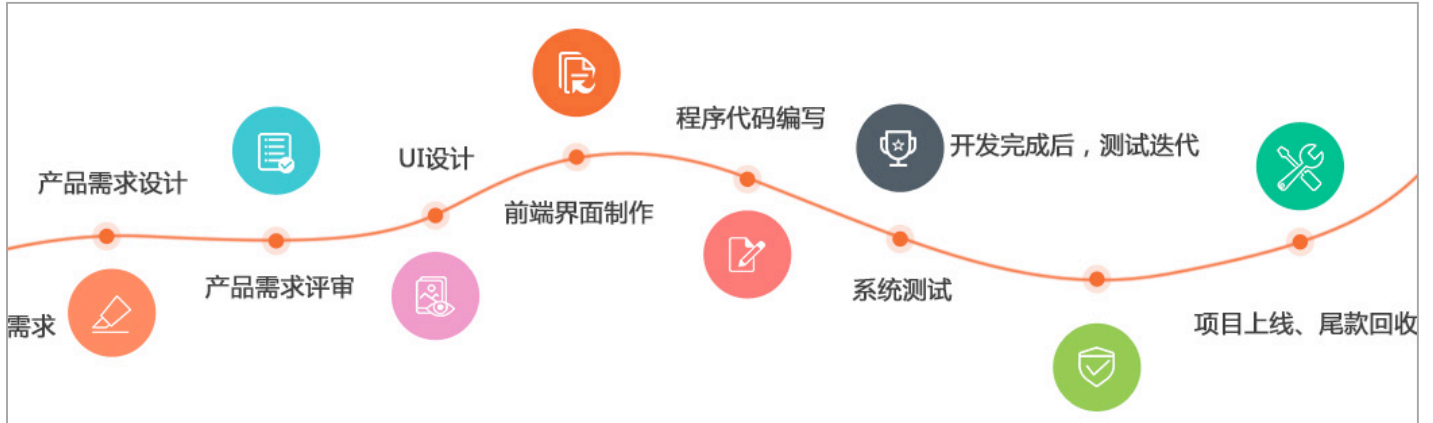 需求
产品需求设计
产品需求评审
UI设计
前端界面制作
程序代码编写
系统测试
开发完成后，测试迭代
项目上线、尾款回收